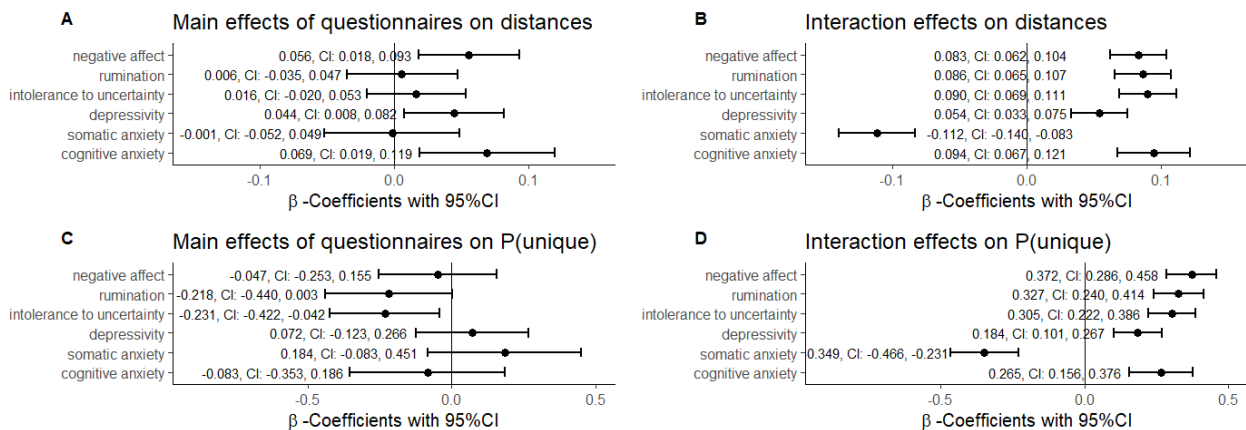 A Main effects of questionnaires on distances
negative affect 0.056, CI: 0.018, 0.093
rumination 0.006, CI: -0.035, 0.047
intolerance to uncertainty 0.016, CI: -0.020, 0.053
depressivity 0.044, CI: 0.008, 0.082
somatic anxiety -0.001, CI: -0.052, 0.049
cognitive anxiety 0.069, CI: 0.019, 0.119
-0.1 0.0 0.1
β -Coefficients with 95%CI
B Interaction effects on distances
negative affect 0.083, CI: 0.062, 0.104
rumination 0.086, CI: 0.065, 0.107
intolerance to uncertainty 0.090, CI: 0.069, 0.111
depressivity 0.054, CI: 0.033, 0.075
somatic anxiety -0.112, CI: -0.140, -0.083
cognitive anxiety 0.094, CI: 0.067, 0.121
-0.1 0.0 0.1
β -Coefficients with 95%CI
C Main effects of questionnaires on P(unique)
negative affect -0.047, CI: -0.253, 0.155
rumination -0.218, CI: -0.440, 0.003
intolerance to uncertainty -0.231, CI: -0.422, -0.042
depressivity 0.072, CI: -0.123, 0.266
somatic anxiety 0.184, CI: -0.083, 0.451
cognitive anxiety -0.083, CI: -0.353, 0.186
-0.5 0.0 0.5
β -Coefficients with 95%CI
D Interaction effects on P(unique)
negative affect 0.372, CI: 0.286, 0.458
rumination 0.327, CI: 0.240, 0.414
intolerance to uncertainty 0.305, CI: 0.222, 0.386
depressivity 0.184, CI: 0.101, 0.267
somatic anxiety 0.349, CI: -0.466, -0.231
cognitive anxiety 0.265, CI: 0.156, 0.376
-0.5 0.0 0.5
β -Coefficients with 95%CI